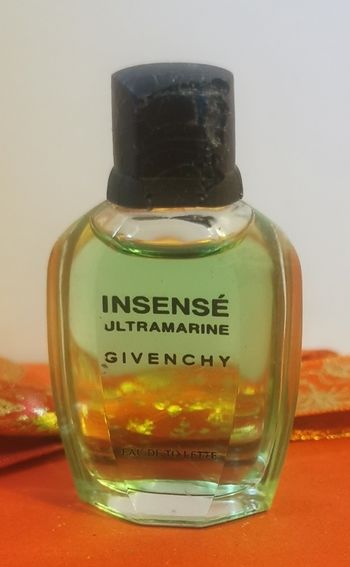 INSENSÉ
ULTRAMARINE
GIVENCHY
EAU DE TOILETTE